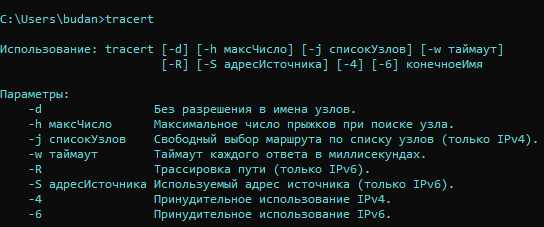 C:\Users\budan>tracert
Использование: tracert [-d] [-h максЧисло] [-j списокУзлов] [-w таймаут]
[-R] [-S адресИсточника] [-4] [-6] конечноеИмя
Параметры:
-d Без разрешения в имена узлов.
-h максЧисло Максимальное число прыжков при поиске узла.
-j списокУзлов Свободный выбор маршрута по списку узлов (только IPv4).
-w таймаут Таймаут каждого ответа в миллисекундах.
-R Трассировка пути (только IPv6).
-S адресИсточника Используемый адрес источника (только IPv6).
-4 Принудительное использование IPv4.
-6 Принудительное использование IPv6.